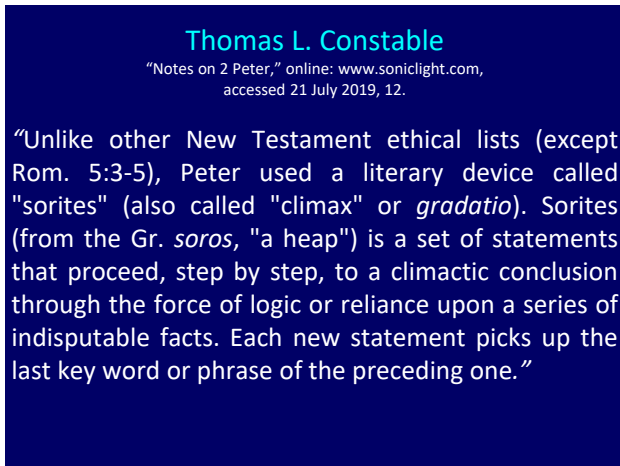 Thomas L. Constable
“Notes on 2 Peter,” online: www.soniclight.com,
accessed 21 July 2019, 12.
“Unlike other New Testament ethical lists (except
Rom. 5:3-5), Peter used a literary device called
"sorites" (also called "climax" or gradatio). Sorites
(from the Gr. soros, "a heap") is a set of statements
that proceed, step by step, to a climactic conclusion
through the force of logic or reliance upon a series of
indisputable facts. Each new statement picks up the
last key word or phrase of the preceding one.”